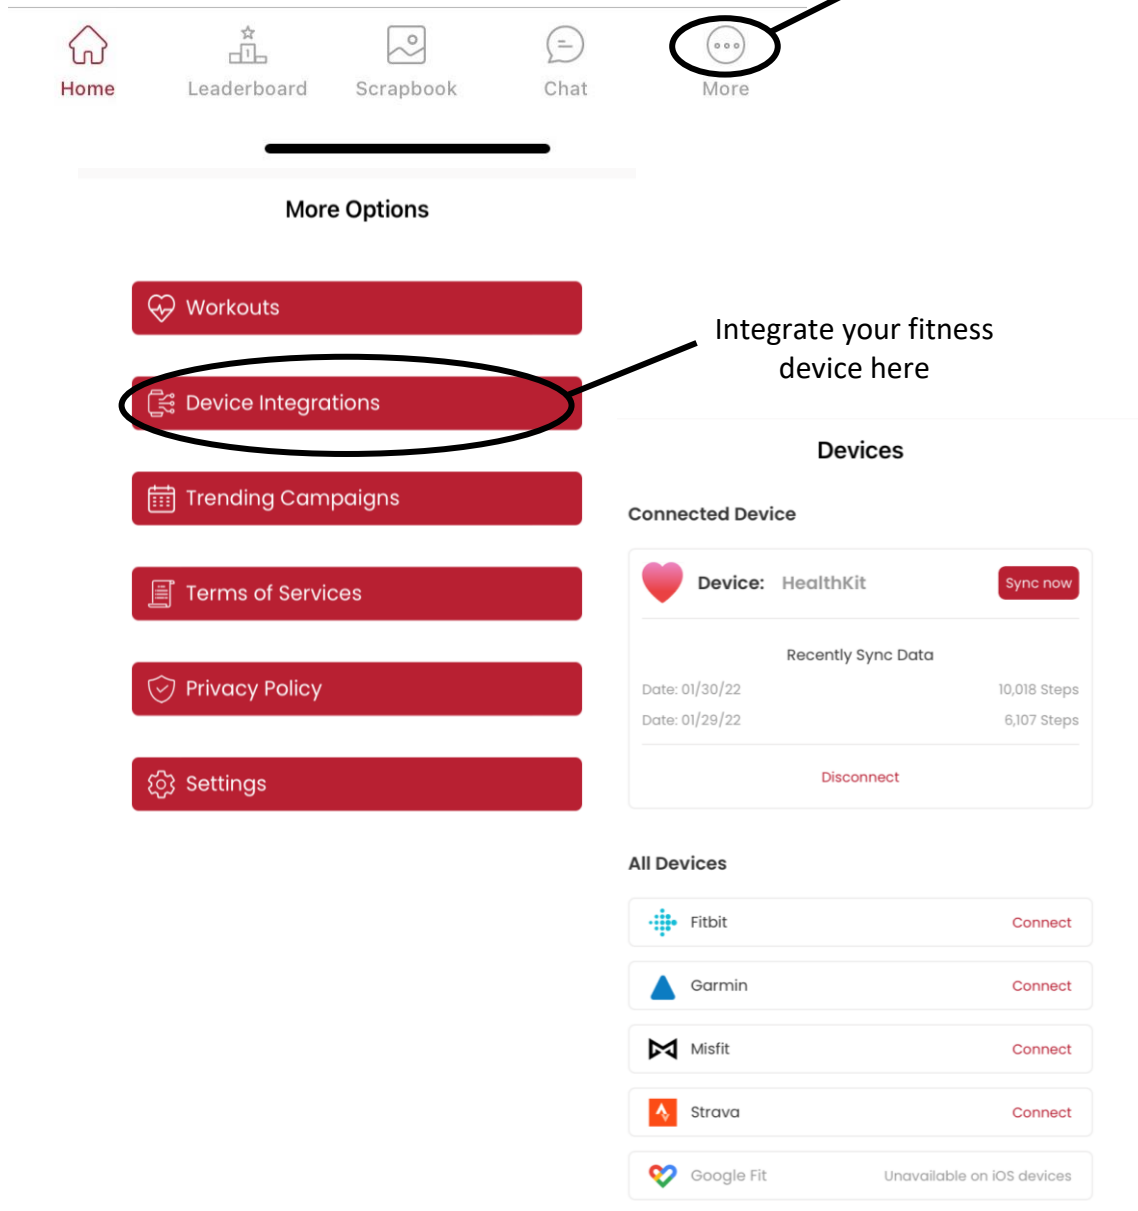 Home Leaderboard Scrapbook Chat More
More Options
Workouts
Device Integrations
Trending Campaigns
Terms of Services
Privacy Policy
Settings
Integrate your fitness
device here
Devices
Connected Device
Device: HealthKit Sync now
Recently Sync Data
Date: 01/30/22 10,018 Steps
Date: 01/29/22 6,107 Steps
Disconnect
All Devices
Fitbit Connect
Garmin Connect
Misfit Connect
Strava Connect
Google Fit Unavailable on iOS devices